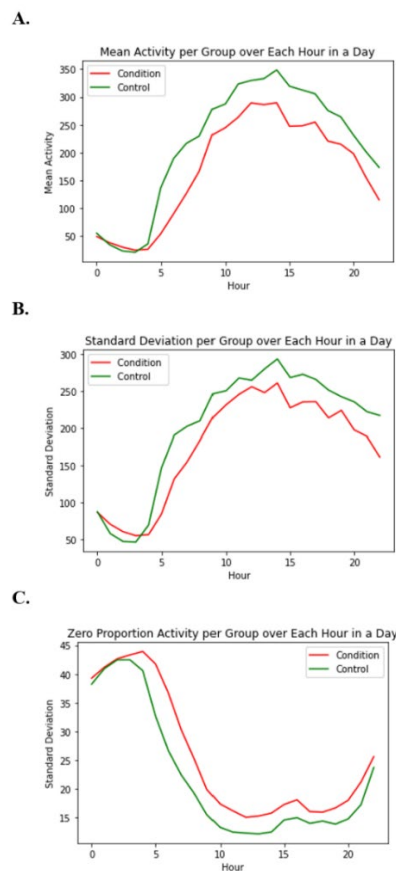 A.
Mean Activity per Group over Each Hour in a Day
Condition
Control
350
300
250
200
150
100
50
Mean Activity
0 5 10 15 20
Hour
B.
Standard Deviation per Group over Each Hour in a Day
Condition
Control
300
250
200
150
100
50
Standard Deviation
0 5 10 15 20
Hour
C.
Zero Proportion Activity per Group over Each Hour in a Day
Condition
Control
45
40
35
30
25
20
15
Standard Deviation
0 5 10 15 20
Hour